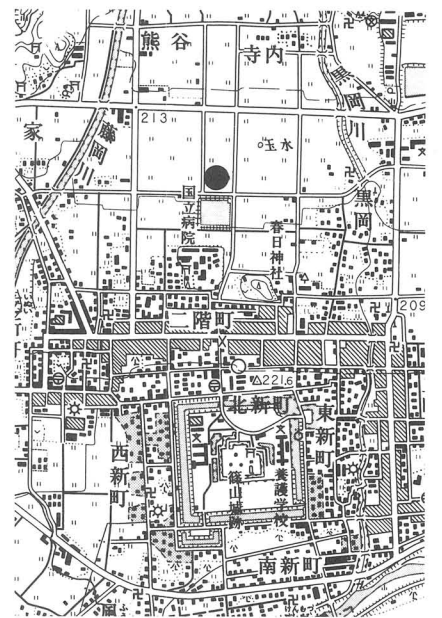 熊谷
寺内
黒岡川
家
213
藤岡川
玉水
国立病院
黒岡
春日神社
209
二階町
221.6
北新町
東新町
西新町
篠山城跡
養護学校
南新町